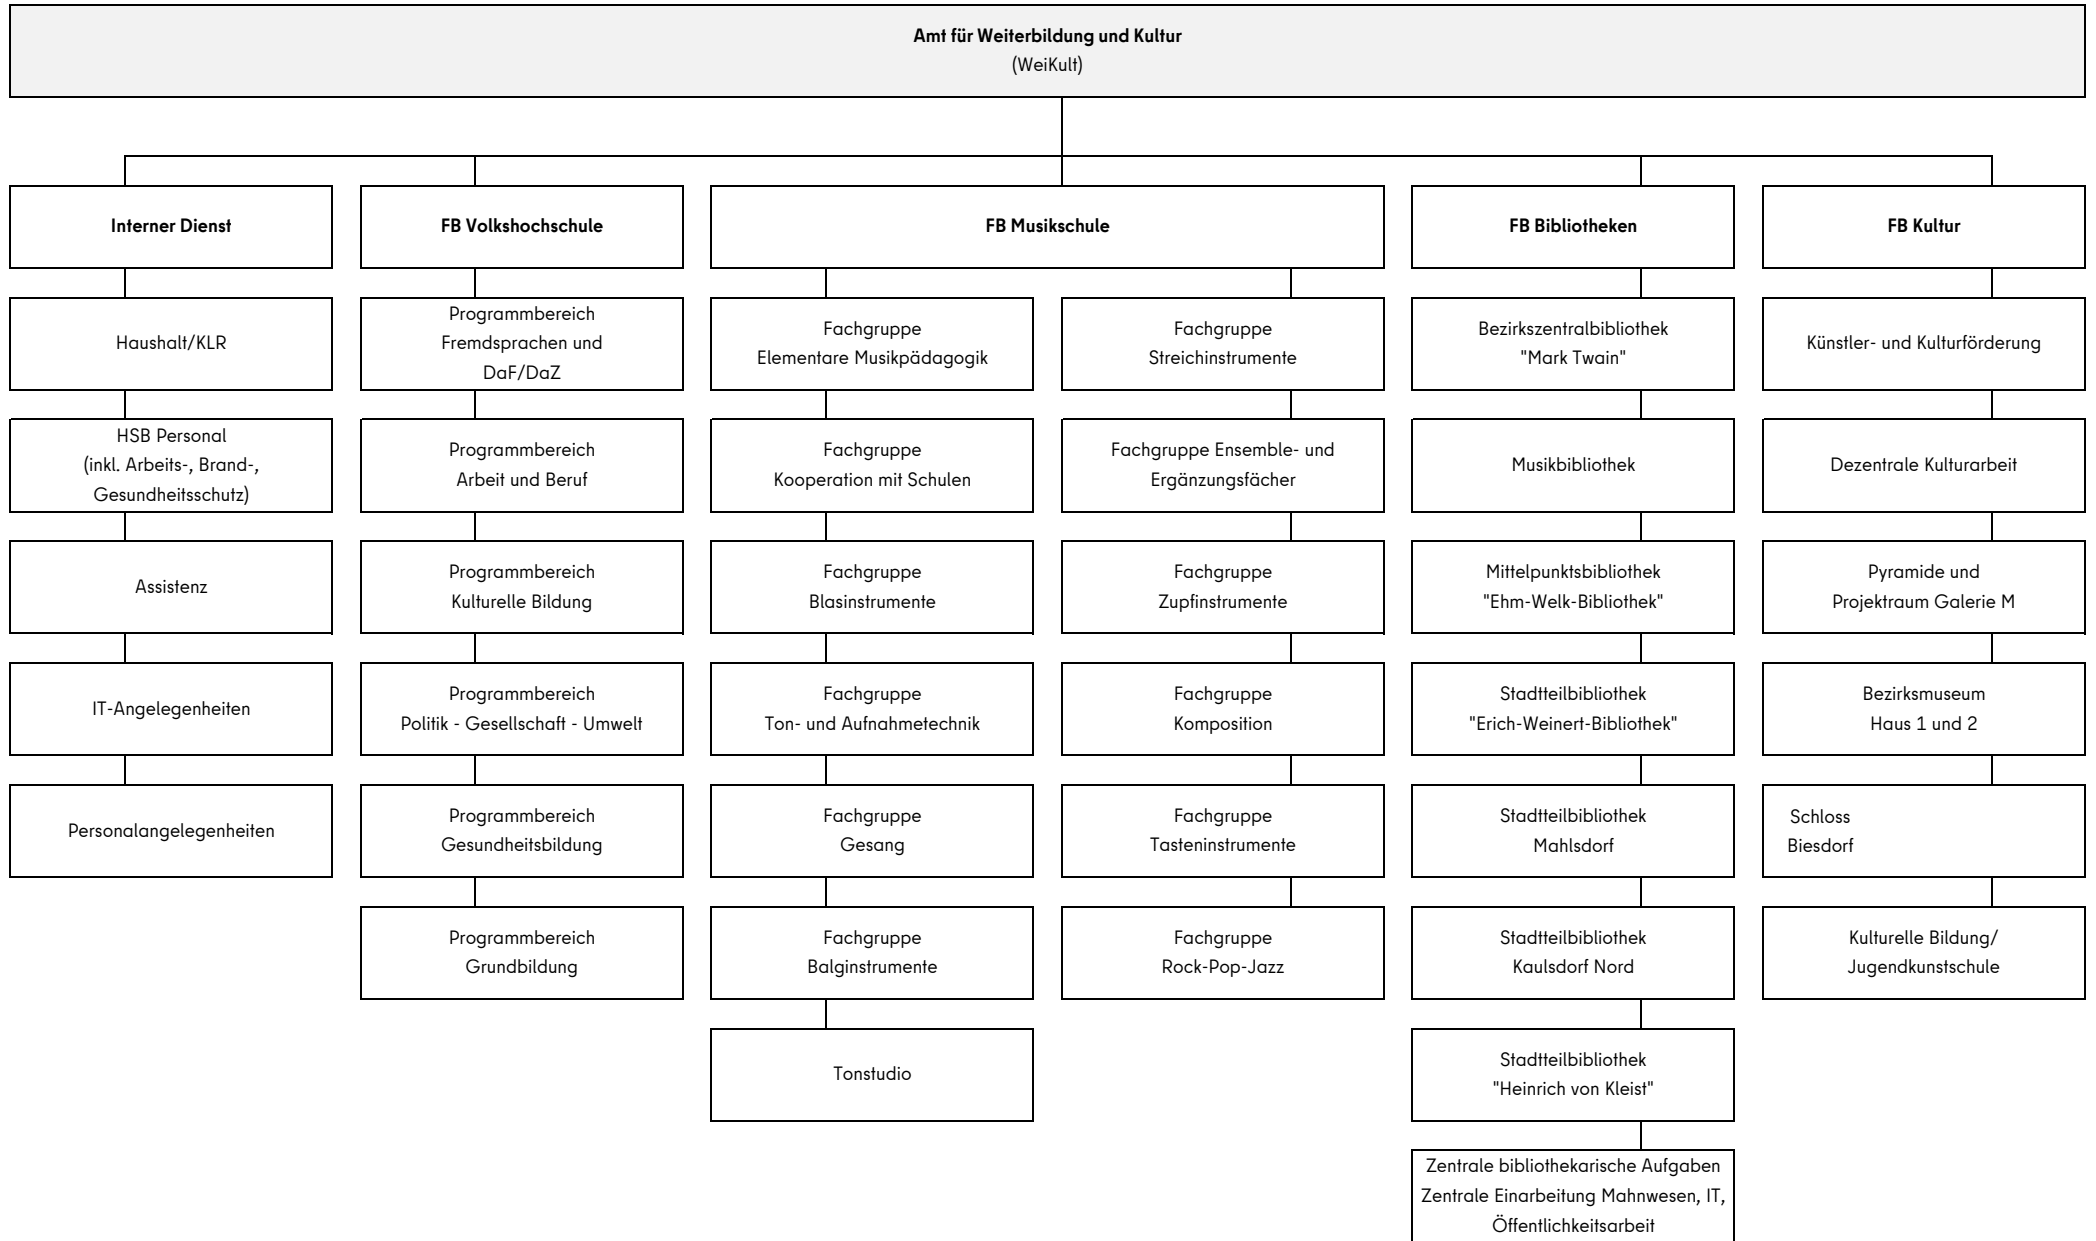 Amt für Weiterbildung und Kultur
(WeiKult)
Interner Dienst
Haushalt/KLR
HSB Personal
(inkl. Arbeits-, Brand-,
Gesundheitsschutz)
Assistenz
IT-Angelegenheiten
Personalangelegenheiten
FB Volkshochschule
Programmbereich
Fremdsprachen und
DaF/DaZ
Programmbereich
Arbeit und Beruf
Programmbereich
Kulturelle Bildung
Programmbereich
Politik - Gesellschaft - Umwelt
Programmbereich
Gesundheitsbildung
Programmbereich
Grundbildung
FB Musikschule
Fachgruppe
Elementare Musikpädagogik
Fachgruppe
Kooperation mit Schulen
Fachgruppe
Blasinstrumente
Fachgruppe
Ton- und Aufnahmetechnik
Fachgruppe
Gesang
Fachgruppe
Balginstrumente
Tonstudio
Fachgruppe
Streichinstrumente
Fachgruppe Ensemble- und
Ergänzungsfächer
Fachgruppe
Zupfinstrumente
Fachgruppe
Komposition
Fachgruppe
Tasteninstrumente
Fachgruppe
Rock-Pop-Jazz
FB Bibliotheken
Bezirkszentralbibliothek
"Mark Twain"
Musikbibliothek
Mittelpunktsbibliothek
"Ehm-Welk-Bibliothek"
Stadtteilbibliothek
"Erich-Weinert-Bibliothek"
Stadtteilbibliothek
Mahlsdorf
Stadtteilbibliothek
Kaulsdorf Nord
Stadtteilbibliothek
"Heinrich von Kleist"
Zentrale bibliothekarische Aufgaben
Zentrale Einarbeitung Mahnwesen, IT,
Öffentlichkeitsarbeit
FB Kultur
Künstler- und Kulturförderung
Dezentrale Kulturarbeit
Pyramide und
Projektraum Galerie M
Bezirksmuseum
Haus 1 und 2
Schloss
Biesdorf
Kulturelle Bildung/
Jugendkunstschule